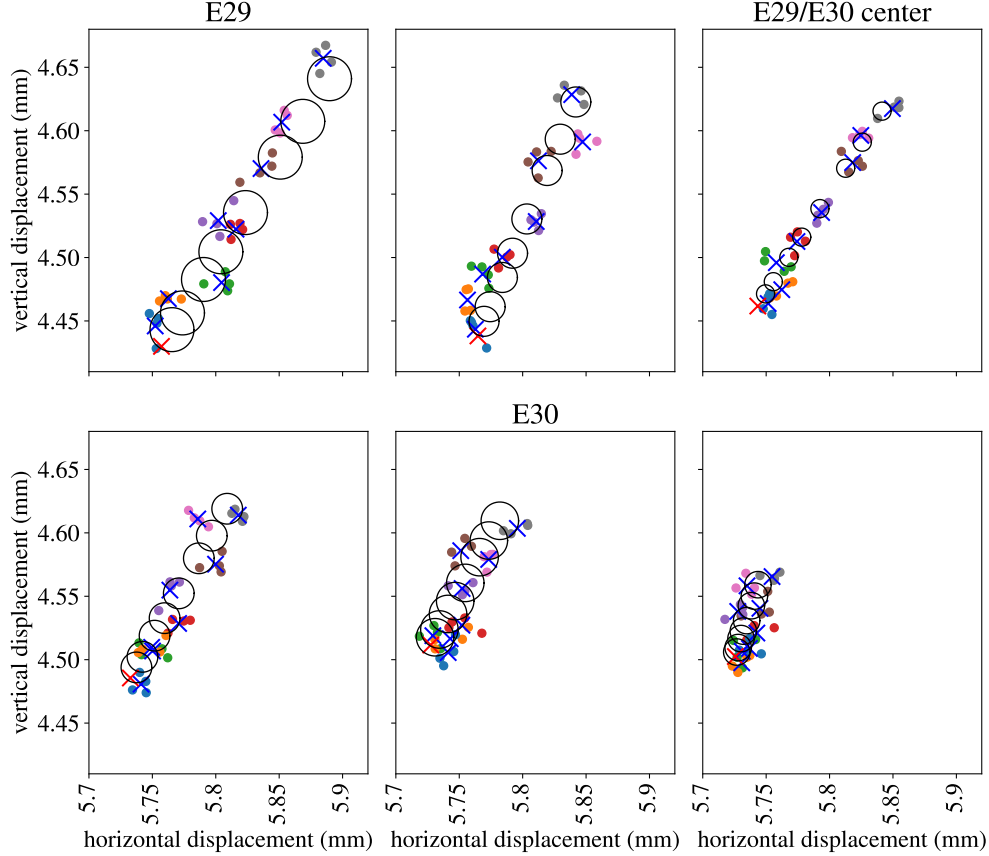 E29
E29/E30 center
vertical displacement (mm)
4.65
4.60
4.55
4.50
4.45
E30
vertical displacement (mm)
4.65
4.60
4.55
4.50
4.45
5.7 5.75 5.8 5.85 5.9
5.7 5.75 5.8 5.85 5.9
5.7 5.75 5.8 5.85 5.9
horizontal displacement (mm) horizontal displacement (mm) horizontal displacement (mm)